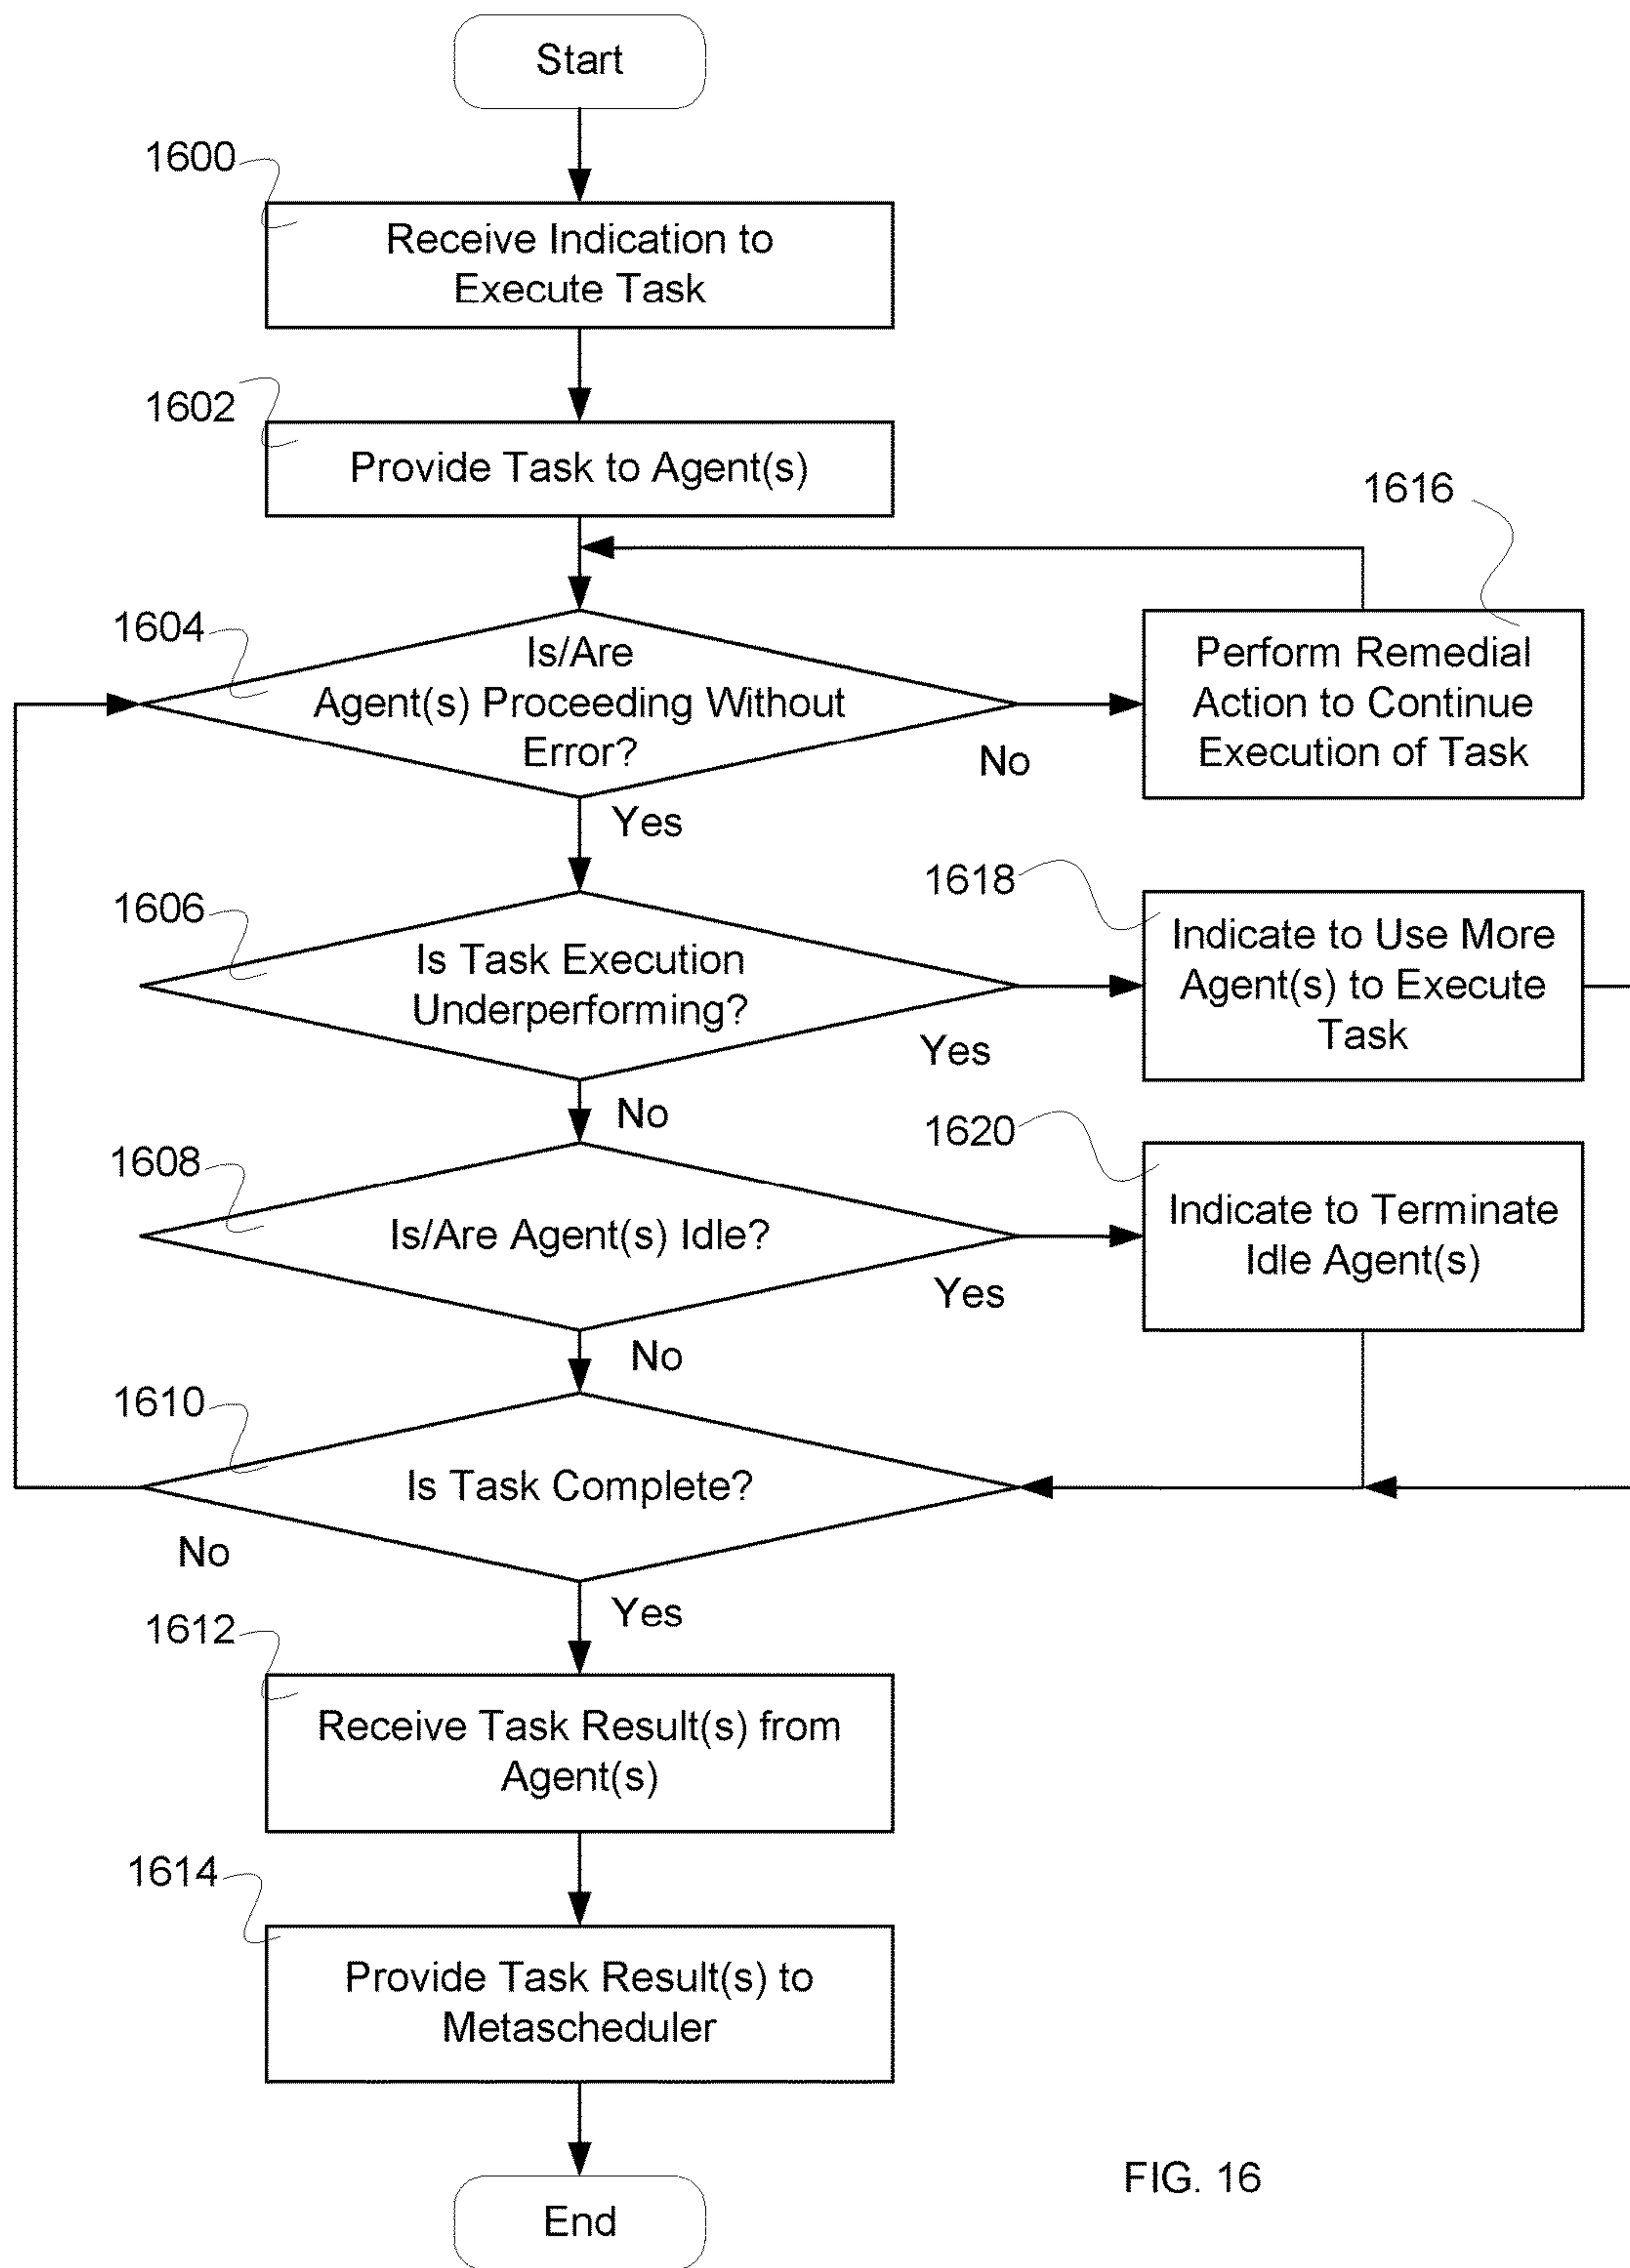 Start
1600
Receive Indication to
Execute Task
1602
Provide Task to Agent(s)
1616
1604
Is/Are
Agent(s) Proceeding Without
Error?
No
Perform Remedial
Action to Continue
Execution of Task
Yes
1618
1606
Is Task Execution
Underperforming?
Yes
Indicate to Use More
Agent(s) to Execute
Task
No
1620
1608
Is/Are Agent(s) Idle?
Yes
Indicate to Terminate
Idle Agent(s)
No
1610
Is Task Complete?
No
Yes
1612
Receive Task Result(s) from
Agent(s)
1614
Provide Task Result(s) to
Metascheduler
End
FIG. 16